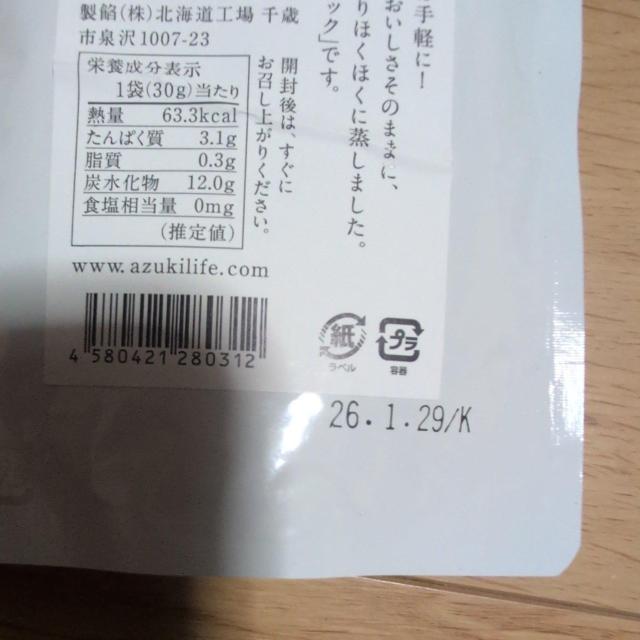 製餡(株)北海道工場 千歳
市泉沢1007-23
栄養成分表示
1袋(30g)当たり
熱量 63.3kcal
たんぱく質 3.1g
脂質 0.3g
炭水化物 12.0g
食塩相当量 0mg
(推定値)
手軽に!
おいしさそのままに、
りほくほくに蒸しました。
ック」です。
開封後は、すぐに
お召し上がりください。
www.azukilife.com
4 580421 280312
紙
ラベル
プラ
容器
26.1.29/K